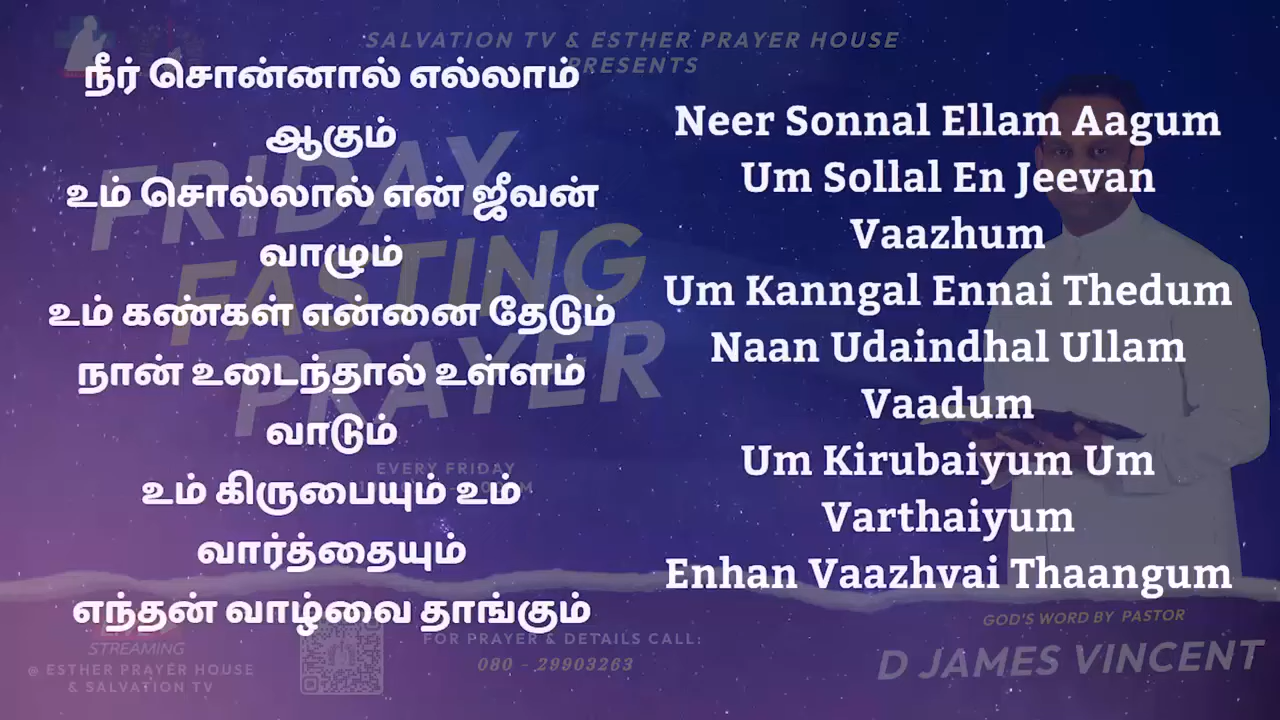 SALVATION TV & ESTHER PRAYER HOUSE
PRESENTS
நீர் சொன்னால் எல்லாம்
ஆகும்
உம் சொல்லால் என் ஜீவன்
வாழும்
உம் கண்கள் என்னை தேடும்
நான் உடைந்தால் உள்ளம்
வாடும்
உம் கிருபையும் உம்
வார்த்தையும்
எந்தன் வாழ்வை தாங்கும்
Neer Sonnal Ellam Aagum
Um Sollal En Jeevan
Vaazhum
Um Kanngal Ennai Thedum
Naan Udaindhal Ullam
Vaadum
Um Kirubaiyum Um
Varthaiyum
Enhan Vaazhvai Thaangum
FRIDAY
FASTING
PRAYER
EVERY FRIDAY
LIVE
STREAMING
@ ESTHER PRAYER HOUSE
& SALVATION TV
FOR PRAYER & DETAILS CALL:
080 - 29903263
GOD'S WORD BY PASTOR
D JAMES VINCENT